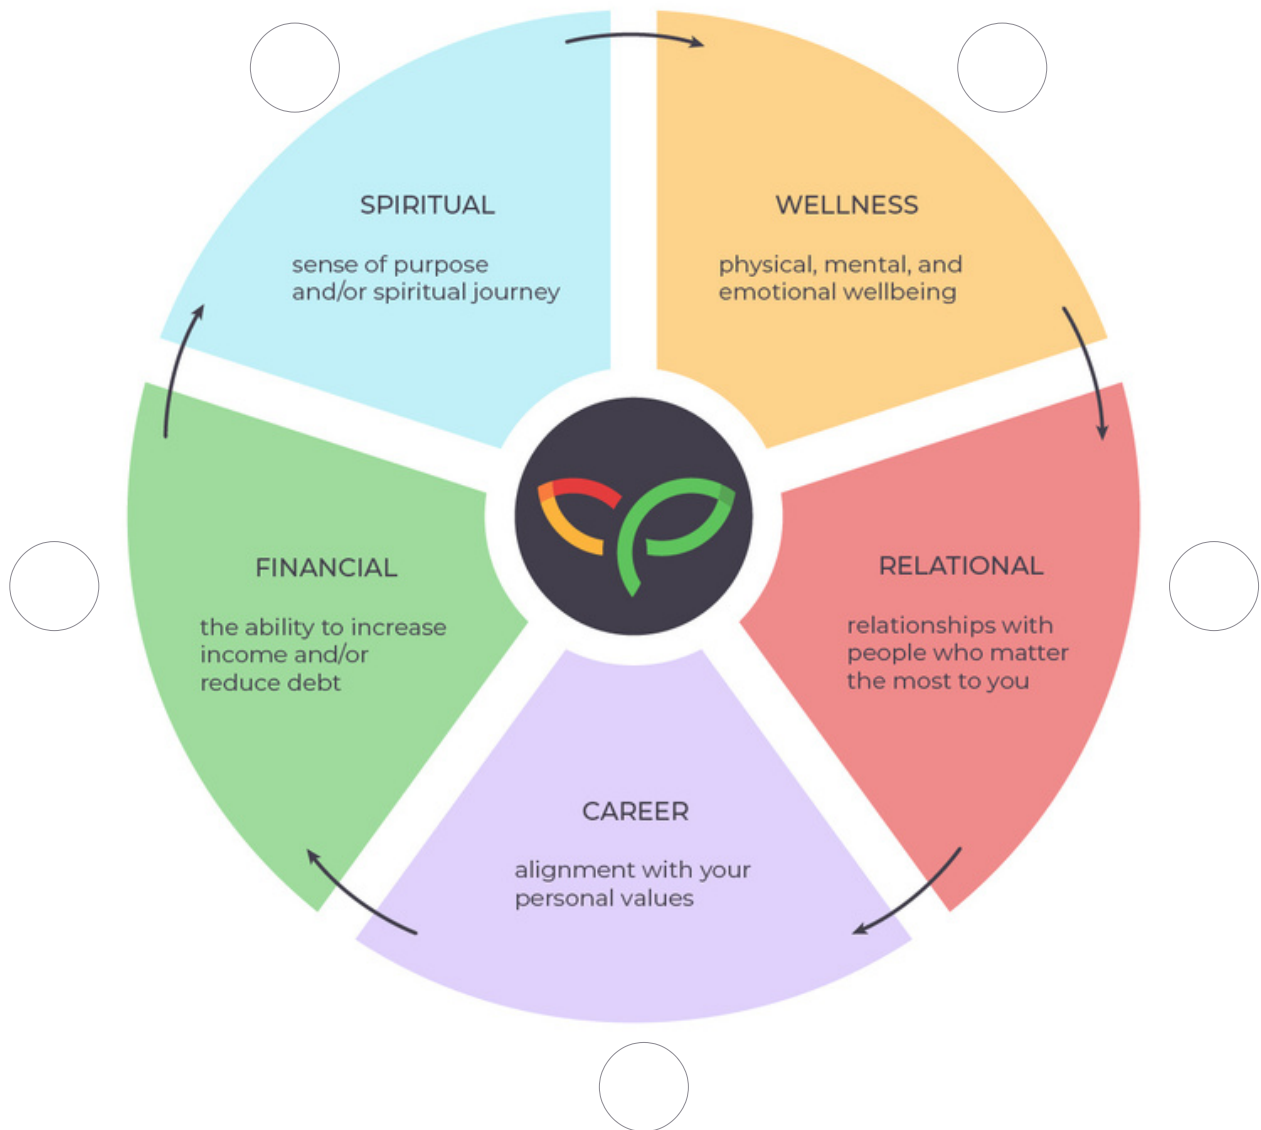 SPIRITUAL
sense of purpose
and/or spiritual journey
WELLNESS
physical, mental, and
emotional wellbeing
RELATIONAL
relationships with
people who matter
the most to you
CAREER
alignment with your
personal values
FINANCIAL
the ability to increase
income and/or
reduce debt